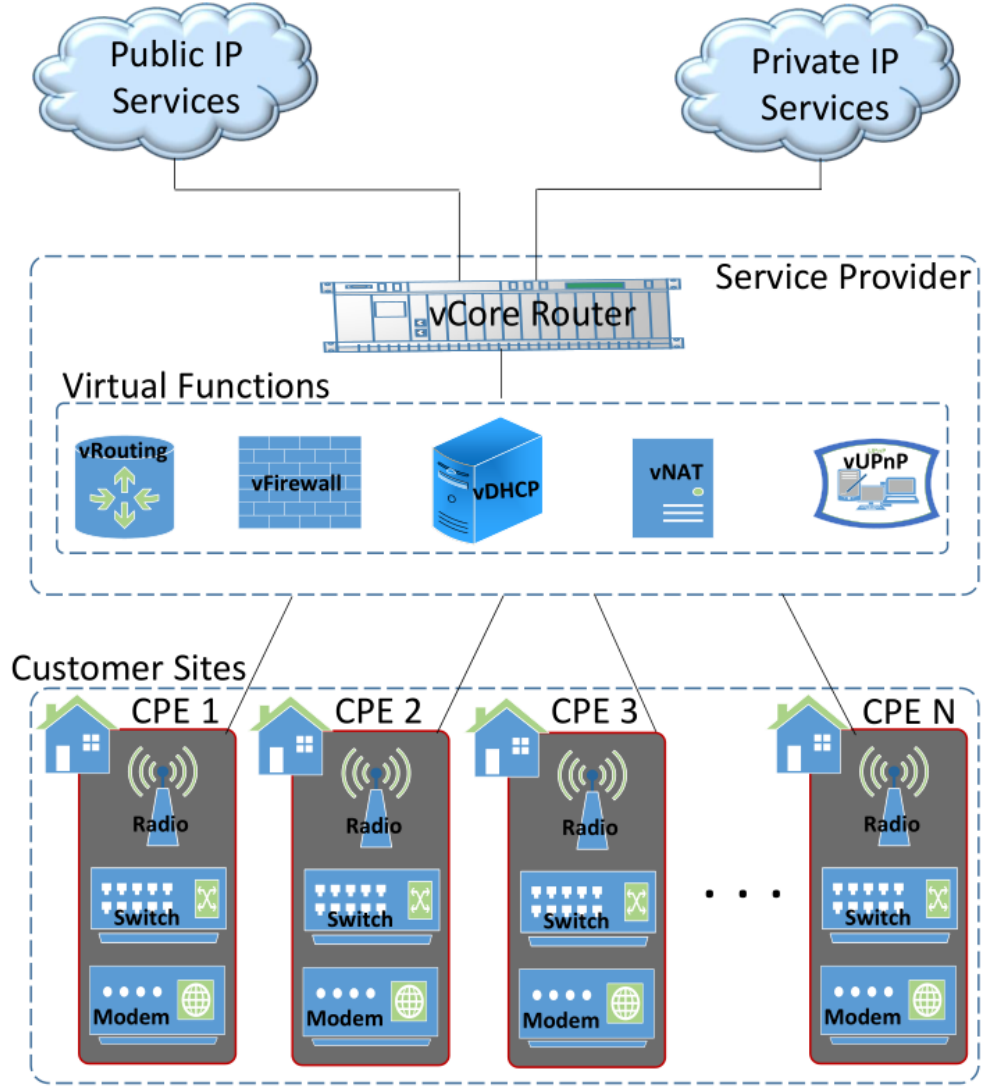 Public IP
Services
Private IP
Services
Service Provider
vCore Router
Virtual Functions
vRouting
vFirewall
vDHCP
vNAT
vUPnP
Customer Sites
CPE 1
CPE 2
CPE 3
CPE N
Radio
Radio
Radio
Radio
Switch
Switch
Switch
. . .
Switch
Modem
Modem
Modem
Modem